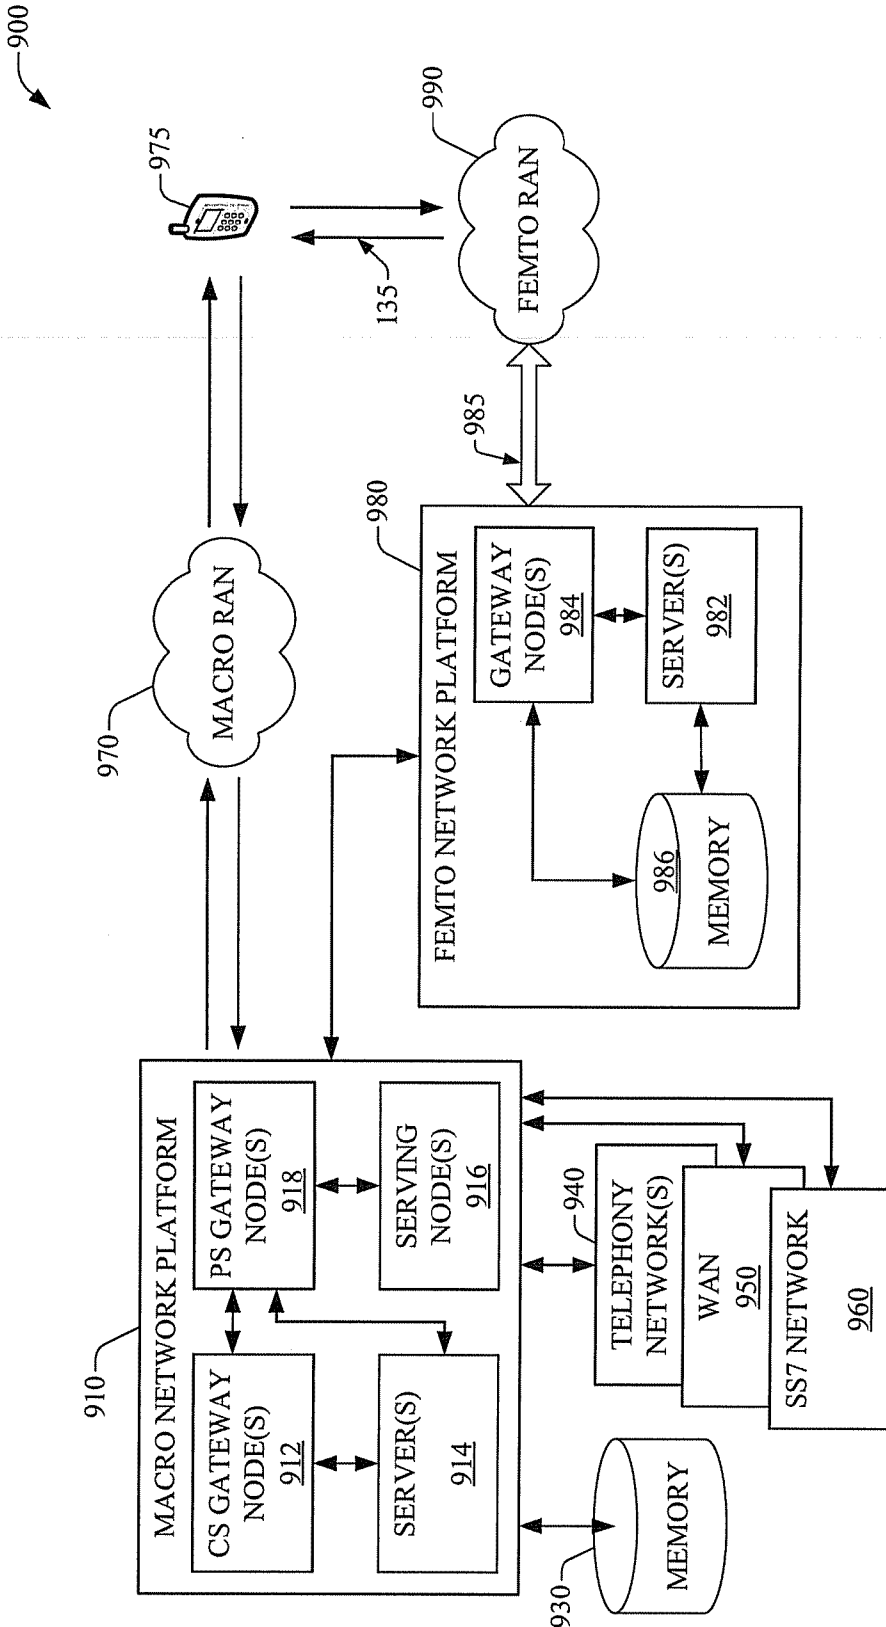 900
975
970
MACRO RAN
135
990
FEMTO RAN
985
910
MACRO NETWORK PLATFORM
CS GATEWAY
NODE(S)
912
PS GATEWAY
NODE(S)
918
SERVER(S)
914
SERVING
NODE(S)
916
980
FEMTO NETWORK PLATFORM
GATEWAY
NODE(S)
984
SERVER(S)
982
986
MEMORY
930
MEMORY
940
TELEPHONY
NETWORK(S)
WAN
950
SS7 NETWORK
960